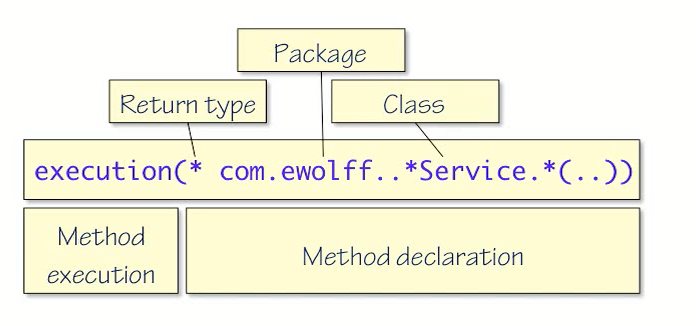 Package
Return type
Class
execution(* com.ewolff..*Service.*(..))
Method
execution
Method declaration